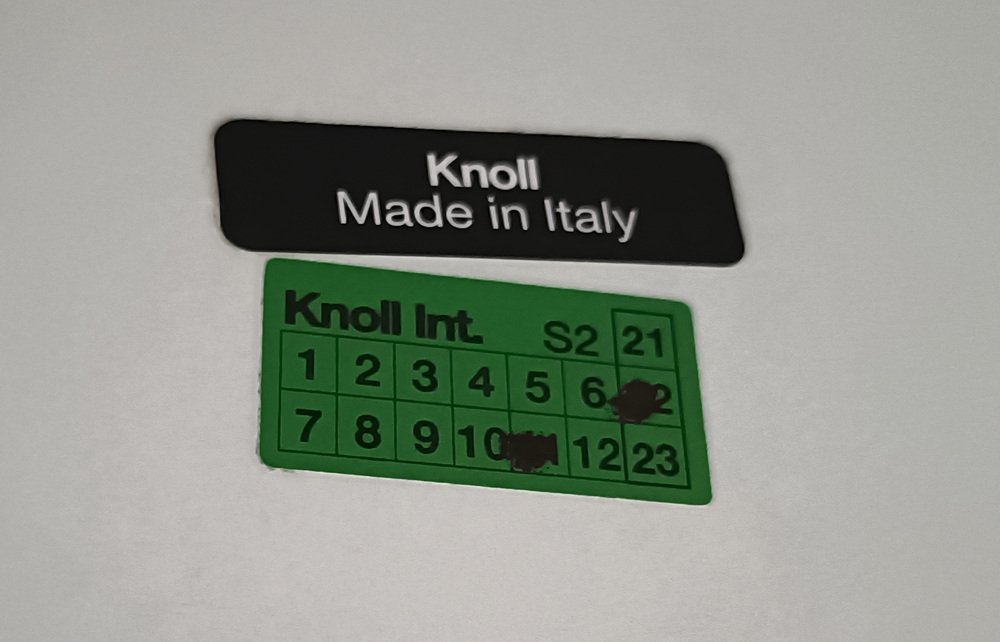 Knoll
Made in Italy
Knoll Int. S2 21
1 2 3 4 5 6
7 8 9 10 12 23